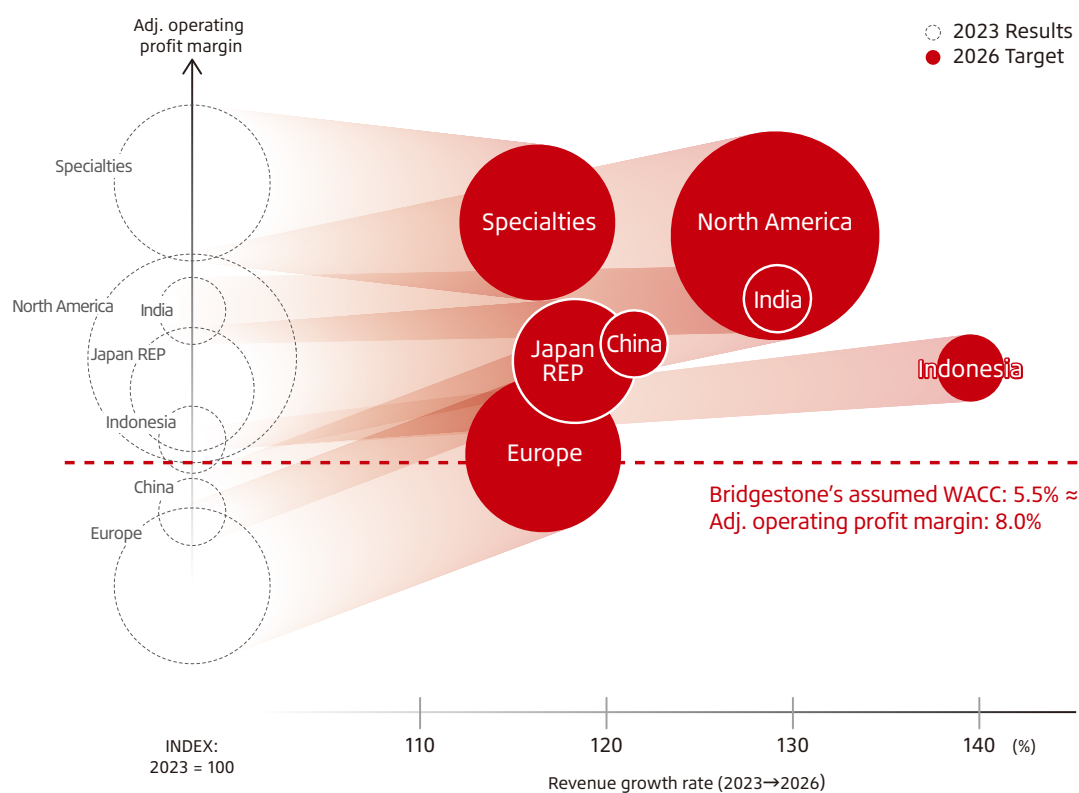 Adj. operating
profit margin
2023 Results
2026 Target
Specialties
North America
India
Japan REP
Indonesia
China
Europe
Specialties
North America
India
Japan
REP
China
Indonesia
Europe
Bridgestone’s assumed WACC: 5.5% ≈
Adj. operating profit margin: 8.0%
INDEX:
2023 = 100
110
120
130
140
(%)
Revenue growth rate (2023→2026)